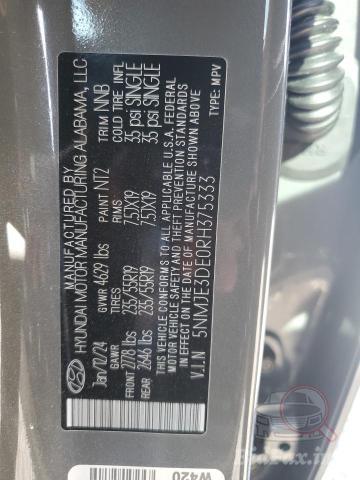 MANUFACTURED BY
HYUNDAI MOTOR MANUFACTURING ALABAMA, LLC
Jan/02/24 PAINT NT2 TRIM NNB
GVWR 4629 lbs
GAWR TIRES RIMS COLD TIRE INFL
FRONT 2778 lbs 235/55R19 7.5JX19 35 psi SINGLE
REAR 2646 lbs 235/55R19 7.5JX19 35 psi SINGLE
THIS VEHICLE CONFORMS TO ALL APPLICABLE U.S.A. FEDERAL
MOTOR VEHICLE SAFETY AND THEFT PREVENTION STANDARDS
IN EFFECT ON THE DATE OF MANUFACTURE SHOWN ABOVE.
V.I.N 5NMJE3DE0RH375333 TYPE: MPV
W420